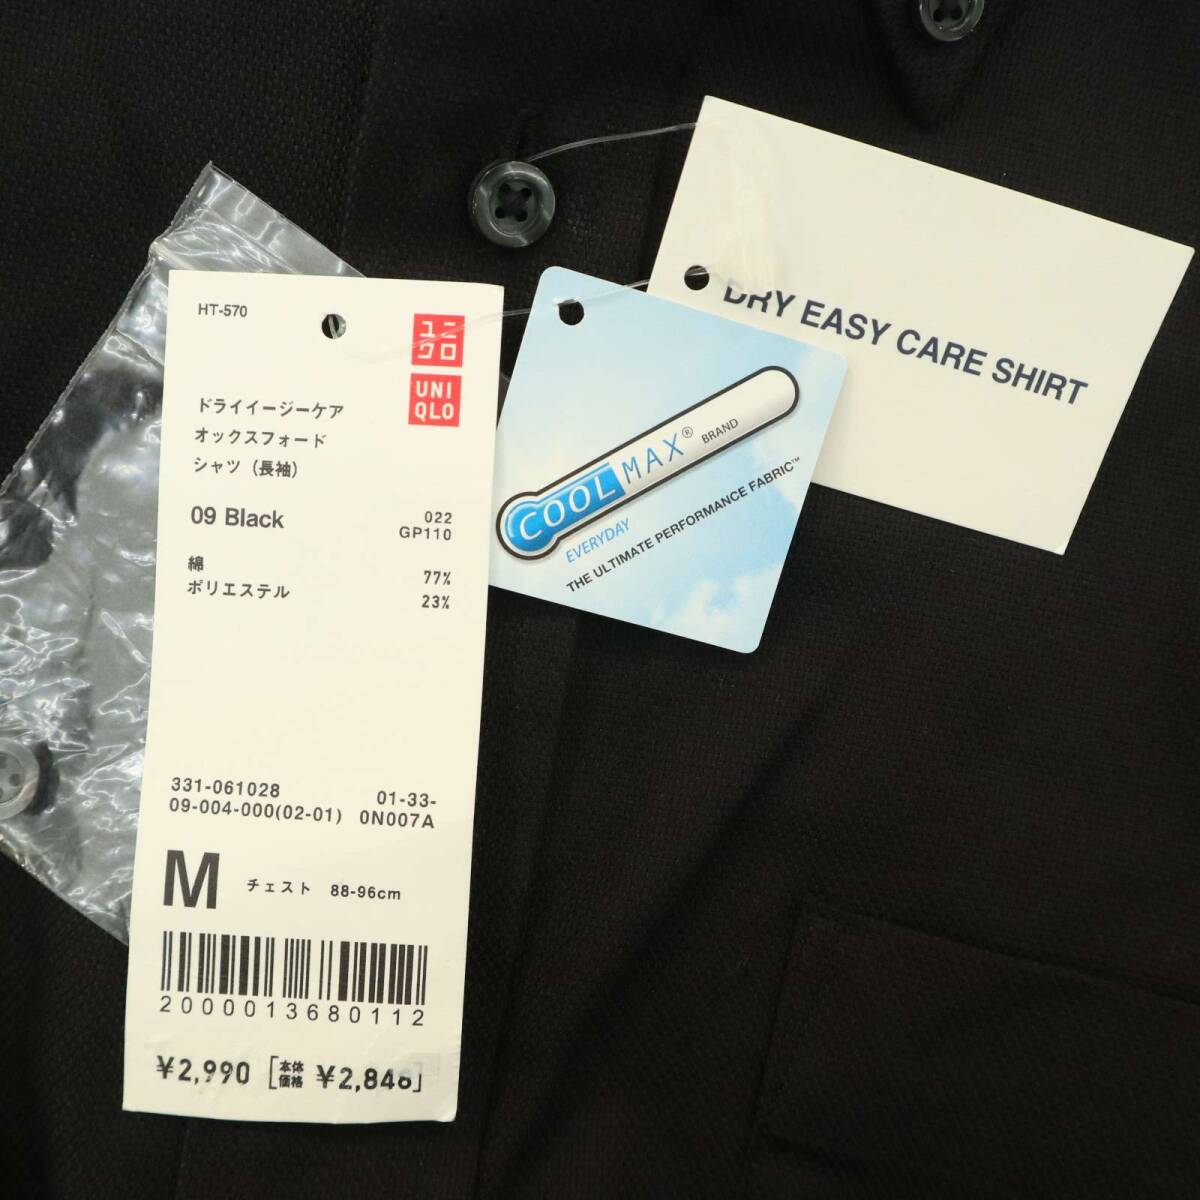 HT-570
ユニ
クロ
UNI
QLO
ドライイージーケア
オックスフォード
シャツ (長袖)
09 Black
022
GP110
綿 77%
ポリエステル 23%
331-061028 01-33-
09-004-000(02-01) 0N007A
M チェスト 88-96cm
2000013680112
¥2,990 [本体価格 ¥2,848]
COOLMAX® BRAND
EVERYDAY
THE ULTIMATE PERFORMANCE FABRIC™
DRY EASY CARE SHIRT